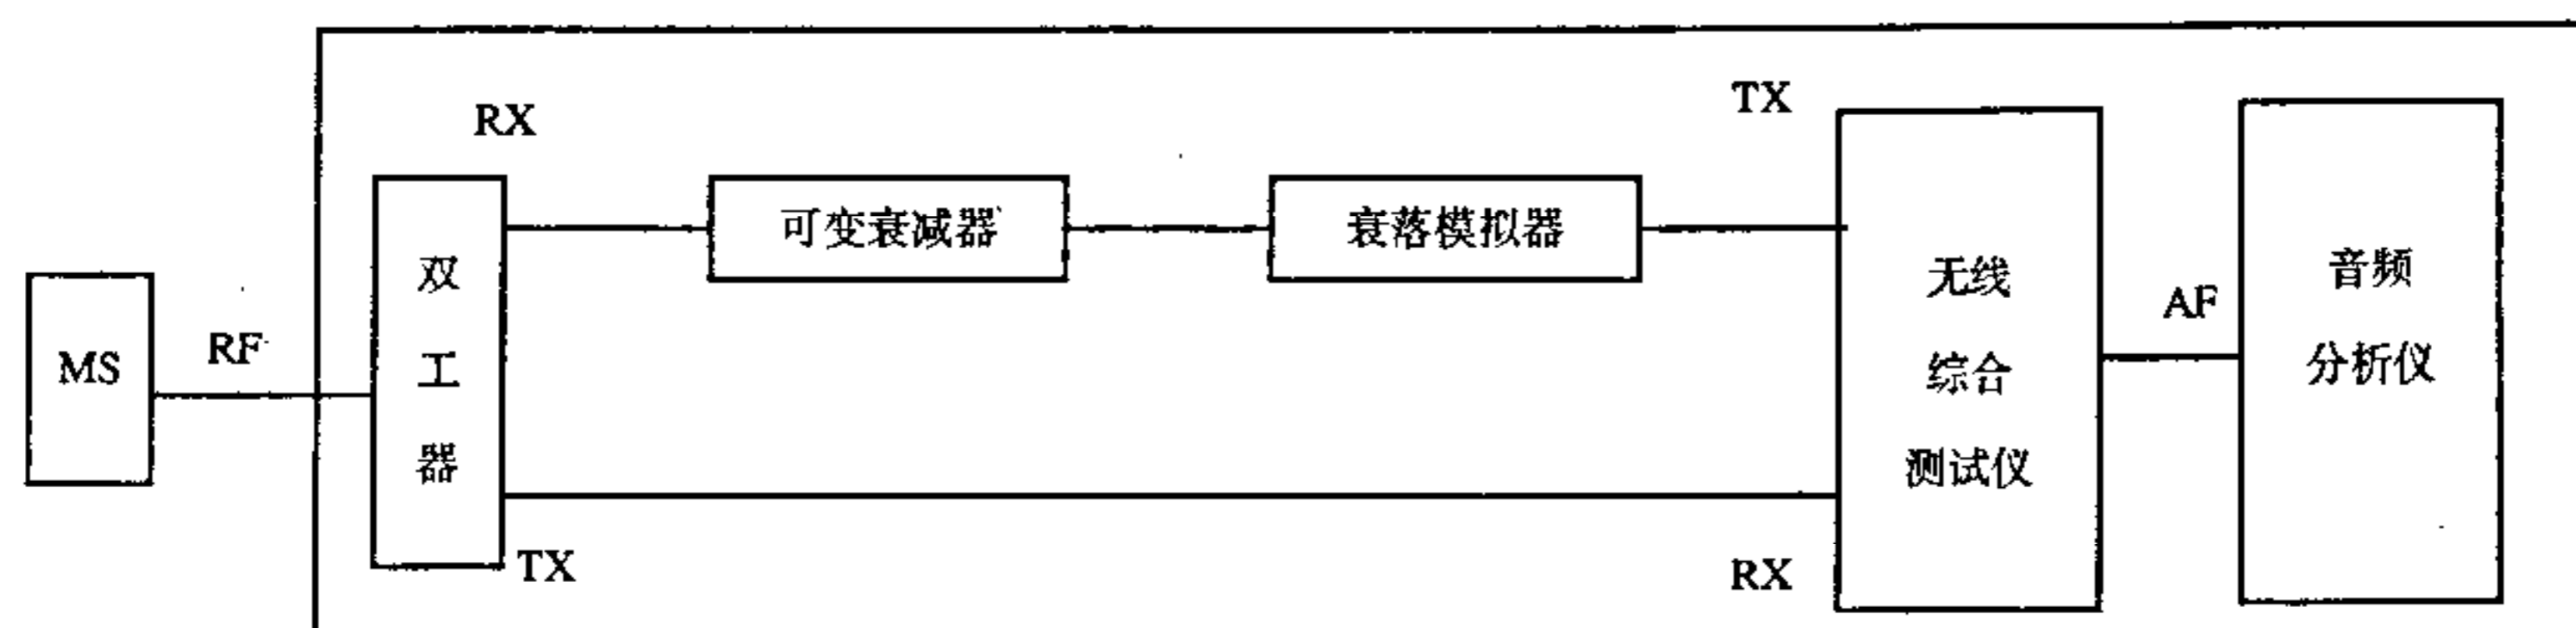 RX
TX
可变衰减器
衰落模拟器
双
工
器
MS
RF
无线
综合
测试仪
AF
音频
分析仪
TX
RX